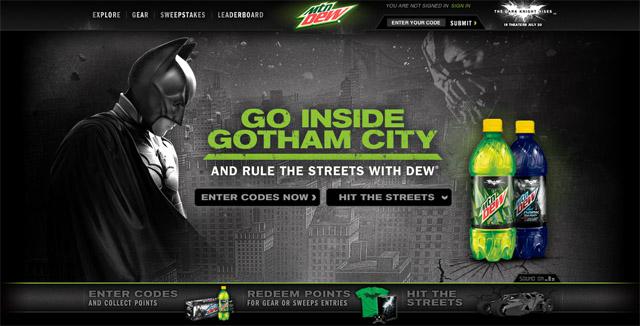 EXPLORE GEAR SWEEPSTAKES LEADERBOARD
Mtn DEW
YOU ARE NOT SIGNED IN SIGN IN
ENTER YOUR CODE SUBMIT
THE DARK KNIGHT RISES
IN THEATERS JULY 20
GO INSIDE
GOTHAM CITY
AND RULE THE STREETS WITH DEW®
ENTER CODES NOW
HIT THE STREETS
Mtn DEW
Mtn DEW
SOUND ON
ENTER CODES
AND COLLECT POINTS
REDEEM POINTS
FOR GEAR OR SWEEPS ENTRIES
HIT THE
STREETS